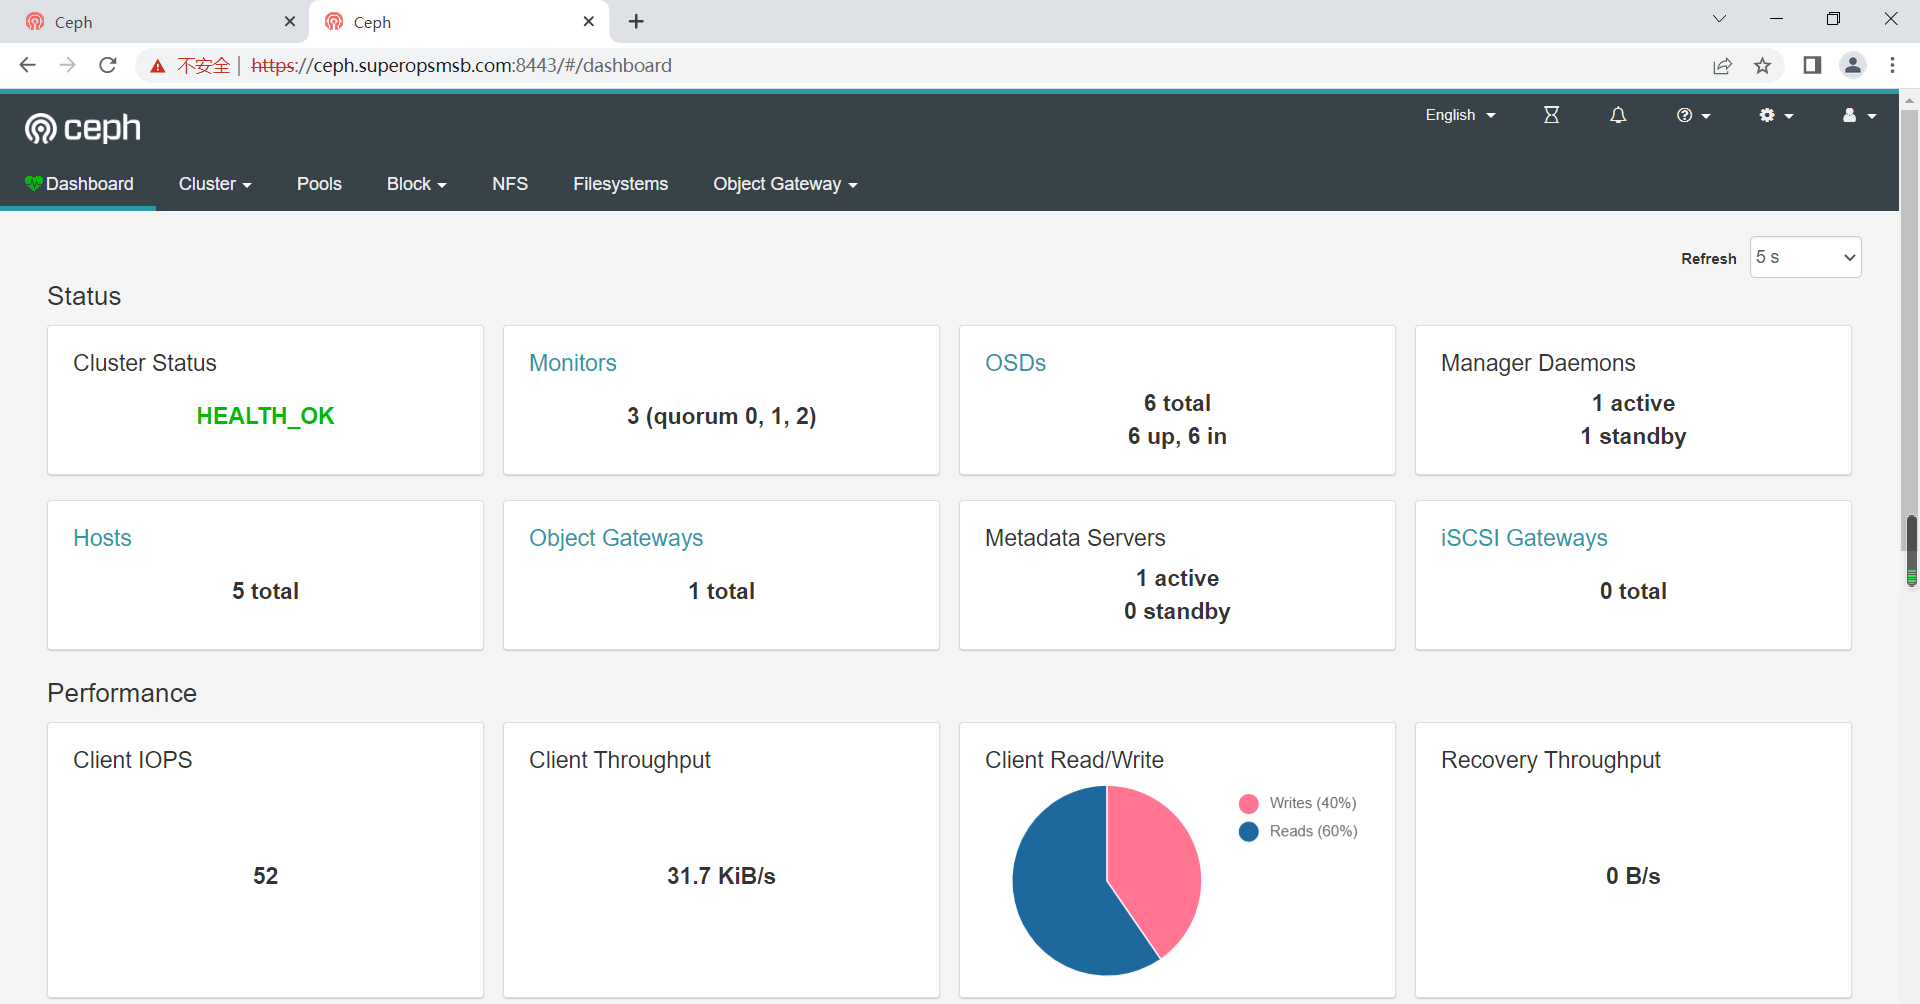 Ceph
Ceph
不安全 | https://ceph.superopsmsb.com:8443/#/dashboard
ceph
English
Dashboard
Cluster
Pools
Block
NFS
Filesystems
Object Gateway
Refresh
5 s
Status
Cluster Status
HEALTH_OK
Monitors
3 (quorum 0, 1, 2)
OSDs
6 total
6 up, 6 in
Manager Daemons
1 active
1 standby
Hosts
5 total
Object Gateways
1 total
Metadata Servers
1 active
0 standby
iSCSI Gateways
0 total
Performance
Client IOPS
52
Client Throughput
31.7 KiB/s
Client Read/Write
Writes (40%)
Reads (60%)
Recovery Throughput
0 B/s